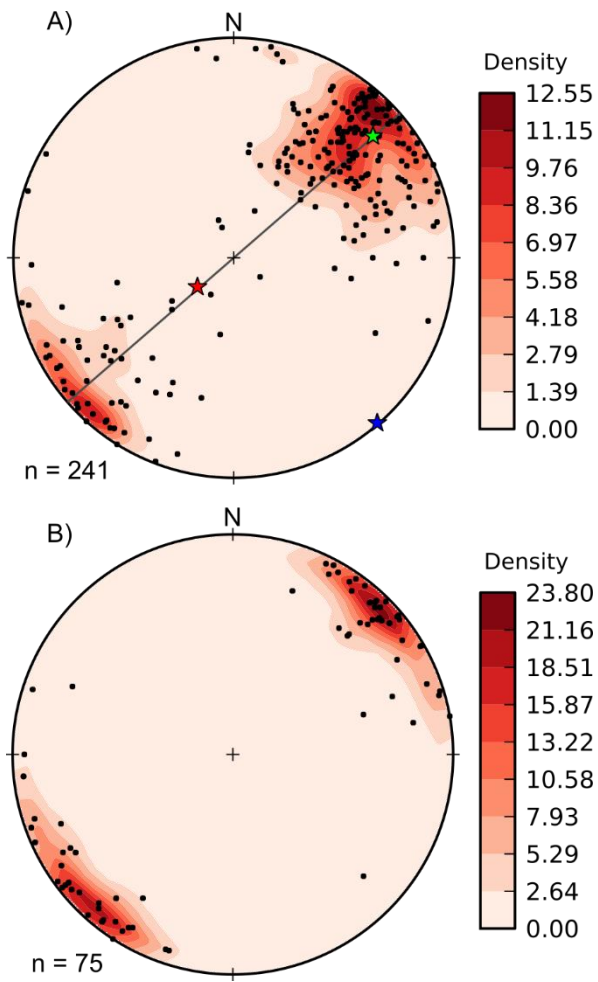 A)
N
Density
12.55
11.15
9.76
8.36
6.97
5.58
4.18
2.79
1.39
0.00
n = 241
B)
N
Density
23.80
21.16
18.51
15.87
13.22
10.58
7.93
5.29
2.64
0.00
n = 75